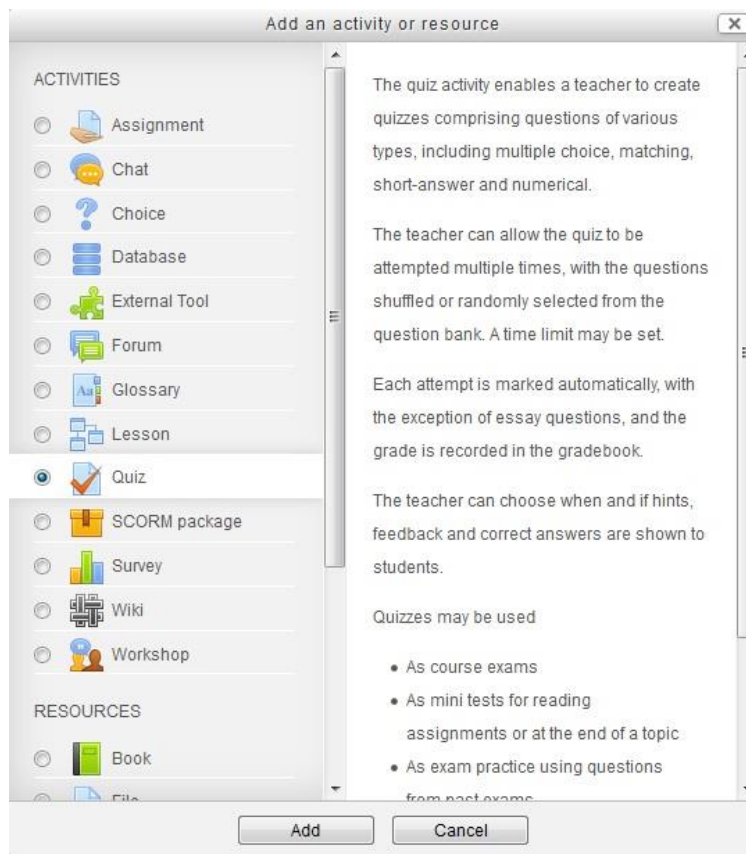 Add an activity or resource
ACTIVITIES
Assignment
Chat
Choice
Database
External Tool
Forum
Aa
Glossary
Lesson
Quiz
SCORM package
Survey
Wiki
Workshop
RESOURCES
Book
File
The quiz activity enables a teacher to create
quizzes comprising questions of various
types, including multiple choice, matching,
short-answer and numerical.
The teacher can allow the quiz to be
attempted multiple times, with the questions
shuffled or randomly selected from the
question bank. A time limit may be set.
Each attempt is marked automatically, with
the exception of essay questions, and the
grade is recorded in the gradebook.
The teacher can choose when and if hints,
feedback and correct answers are shown to
students.
Quizzes may be used
• As course exams
• As mini tests for reading
assignments or at the end of a topic
• As exam practice using questions
from past exams
Add
Cancel